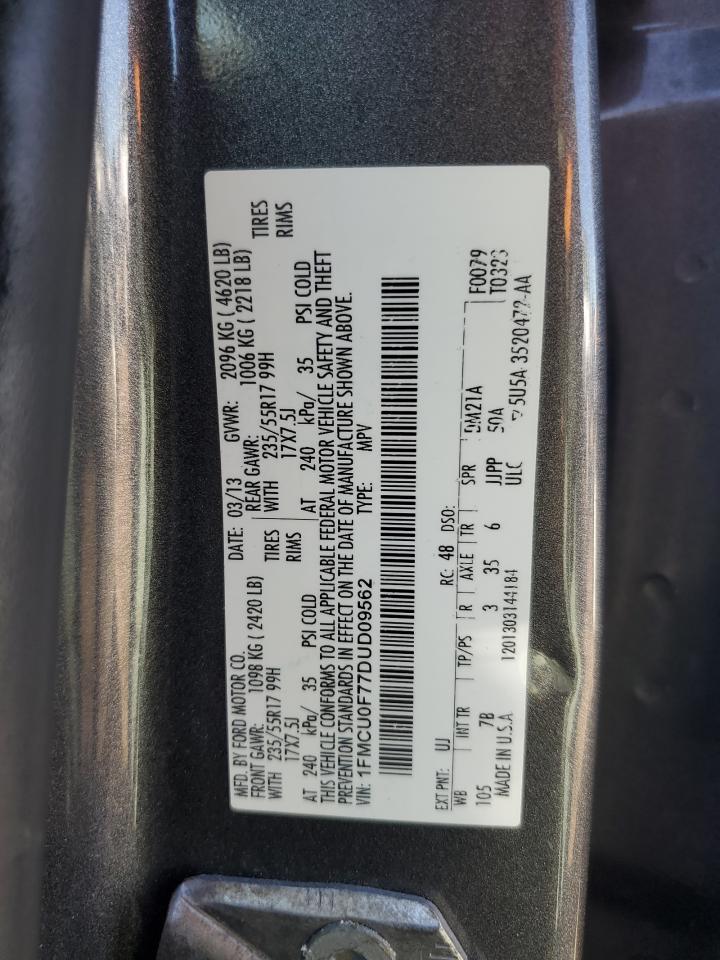 MFD. BY FORD MOTOR CO.
DATE: 03/13 GVWR: 2096 KG ( 4620 LB)
FRONT GAWR: 1098 KG ( 2420 LB) REAR GAWR: 1006 KG ( 2218 LB)
WITH 235/55R17 99H TIRES WITH 235/55R17 99H TIRES
17X7.5J RIMS 17X7.5J RIMS
AT 240 kPa/ 35 PSI COLD AT 240 kPa/ 35 PSI COLD
THIS VEHICLE CONFORMS TO ALL APPLICABLE FEDERAL MOTOR VEHICLE SAFETY AND THEFT
PREVENTION STANDARDS IN EFFECT ON THE DATE OF MANUFACTURE SHOWN ABOVE.
VIN: 1FMCU0F77DUD09562 TYPE: MPV
EXT PNT: UJ RC: 48 DSO:
WB INT TR TP/PS R AXLE TR SPR DM21A F0079
105 7B 3 35 6 JJPP 50A T0323
MADE IN U.S.A 1201303144184 ULC 5U5A-3520472-AA